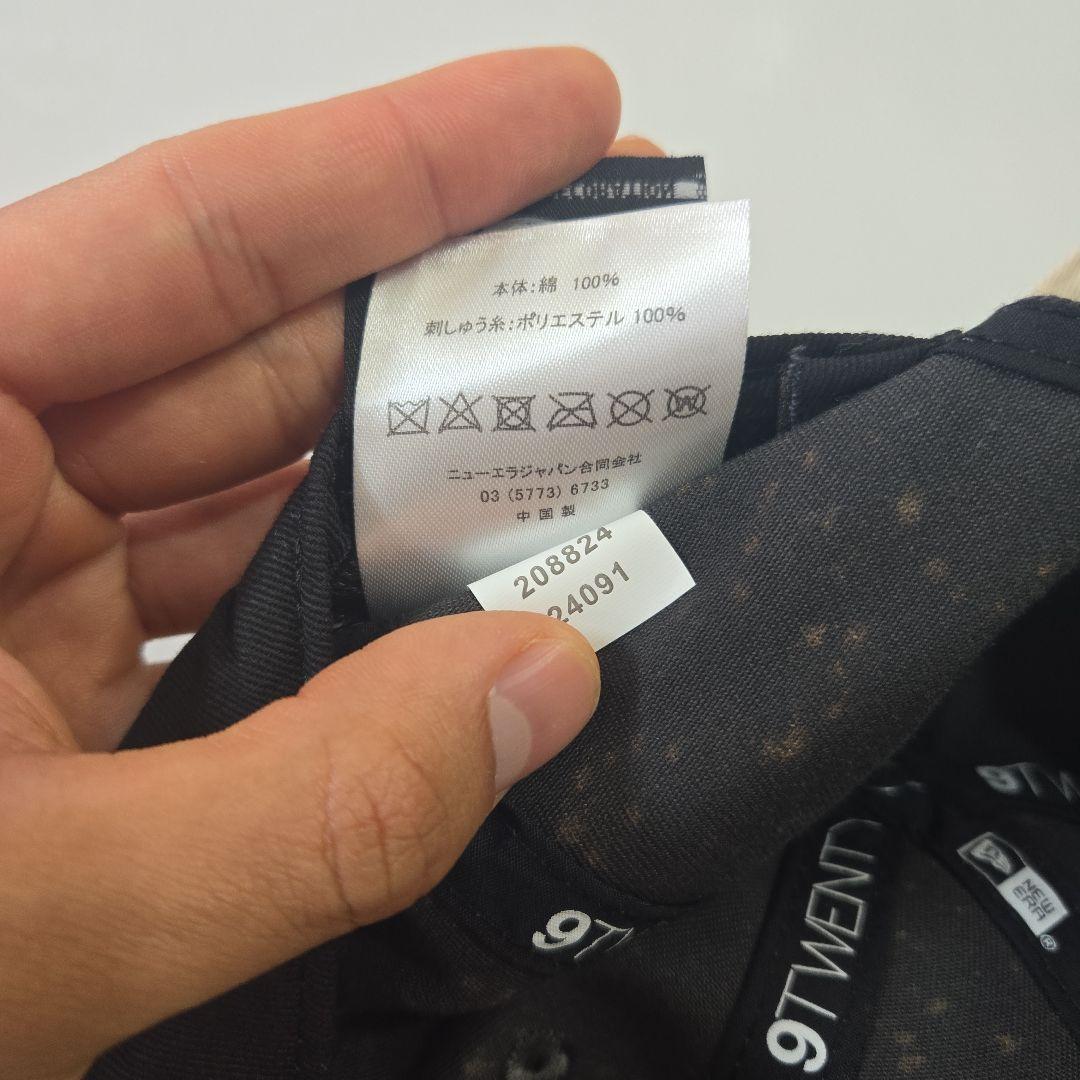 本体:綿 100%
刺しゅう糸:ポリエステル 100%
ニューエラジャパン合同会社
03 (5773) 6733
中国製
208824
24091
9TWENTY
NEW ERA